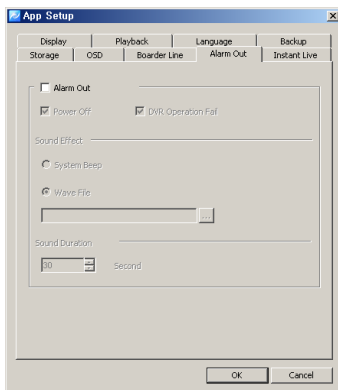 App Setup
Display Playback Language Backup
Storage OSD Boarder Line Alarm Out Instant Live
Alarm Out
Power Off DVR Operation Fail
Sound Effect
System Beep
Wave File
...
Sound Duration
30 Second
OK Cancel